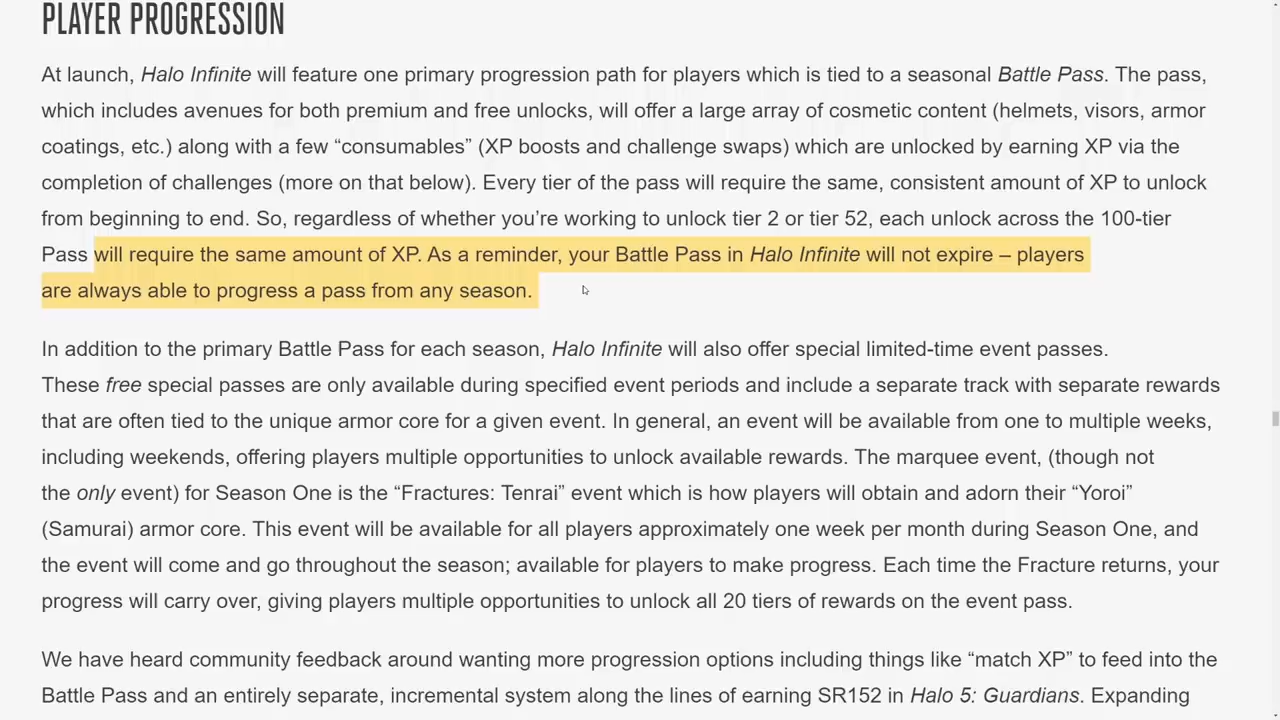 PLAYER PROGRESSION
At launch, Halo Infinite will feature one primary progression path for players which is tied to a seasonal Battle Pass. The pass,
which includes avenues for both premium and free unlocks, will offer a large array of cosmetic content (helmets, visors, armor
coatings, etc.) along with a few “consumables” (XP boosts and challenge swaps) which are unlocked by earning XP via the
completion of challenges (more on that below). Every tier of the pass will require the same, consistent amount of XP to unlock
from beginning to end. So, regardless of whether you’re working to unlock tier 2 or tier 52, each unlock across the 100-tier
Pass will require the same amount of XP. As a reminder, your Battle Pass in Halo Infinite will not expire – players
are always able to progress a pass from any season.
In addition to the primary Battle Pass for each season, Halo Infinite will also offer special limited-time event passes.
These free special passes are only available during specified event periods and include a separate track with separate rewards
that are often tied to the unique armor core for a given event. In general, an event will be available from one to multiple weeks,
including weekends, offering players multiple opportunities to unlock available rewards. The marquee event, (though not
the only event) for Season One is the “Fractures: Tenrai” event which is how players will obtain and adorn their “Yoroi”
(Samurai) armor core. This event will be available for all players approximately one week per month during Season One, and
the event will come and go throughout the season; available for players to make progress. Each time the Fracture returns, your
progress will carry over, giving players multiple opportunities to unlock all 20 tiers of rewards on the event pass.
We have heard community feedback around wanting more progression options including things like “match XP” to feed into the
Battle Pass and an entirely separate, incremental system along the lines of earning SR152 in Halo 5: Guardians. Expanding